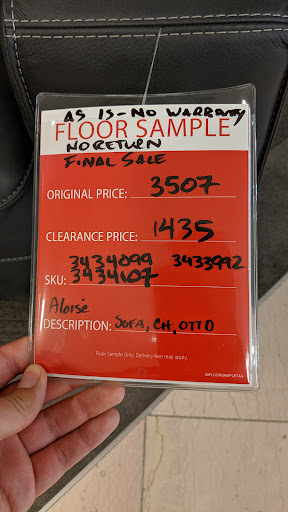 AS IS - NO WARRANTY
FLOOR SAMPLE
NO RETURN
FINAL SALE
ORIGINAL PRICE: 3507
CLEARANCE PRICE: 1435
3434099 3433992
SKU: 3434107
Aloise
DESCRIPTION: SOFA, CH, OTTO
Floor Sample Only. Delivery fees may apply.